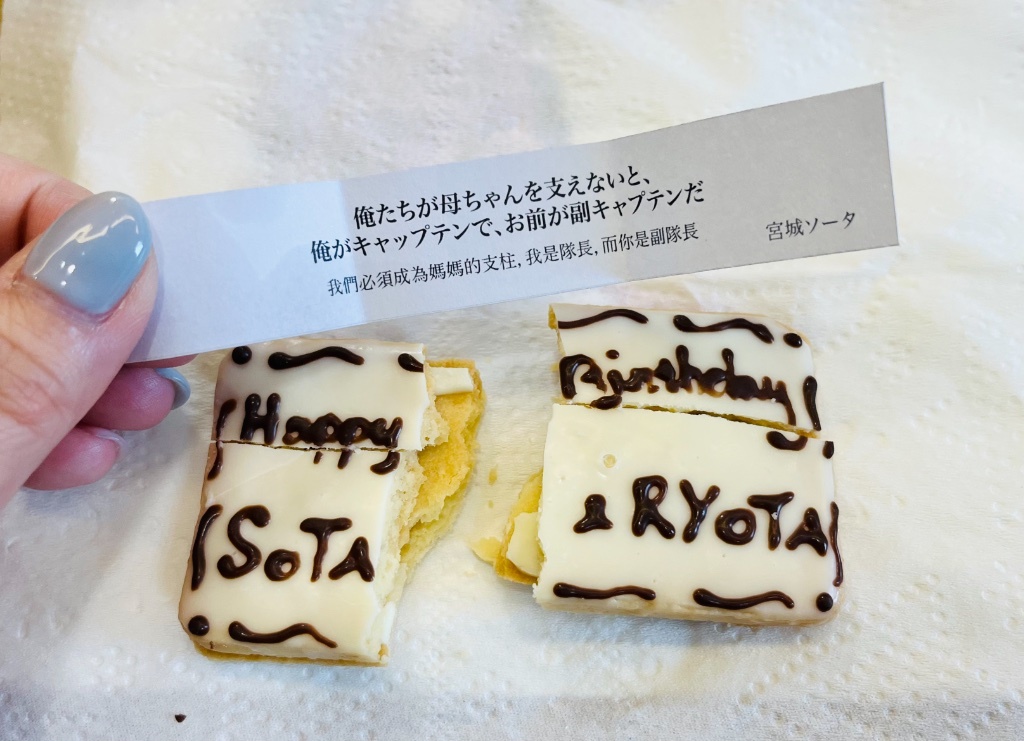 俺たちが母ちゃんを支えないと、
俺がキャップテンで、お前が副キャプテンだ
我們必須成為媽媽的支柱, 我是隊長, 而你是副隊長
宮城ソータ
Happy Birthday
SoTA & RYoTA